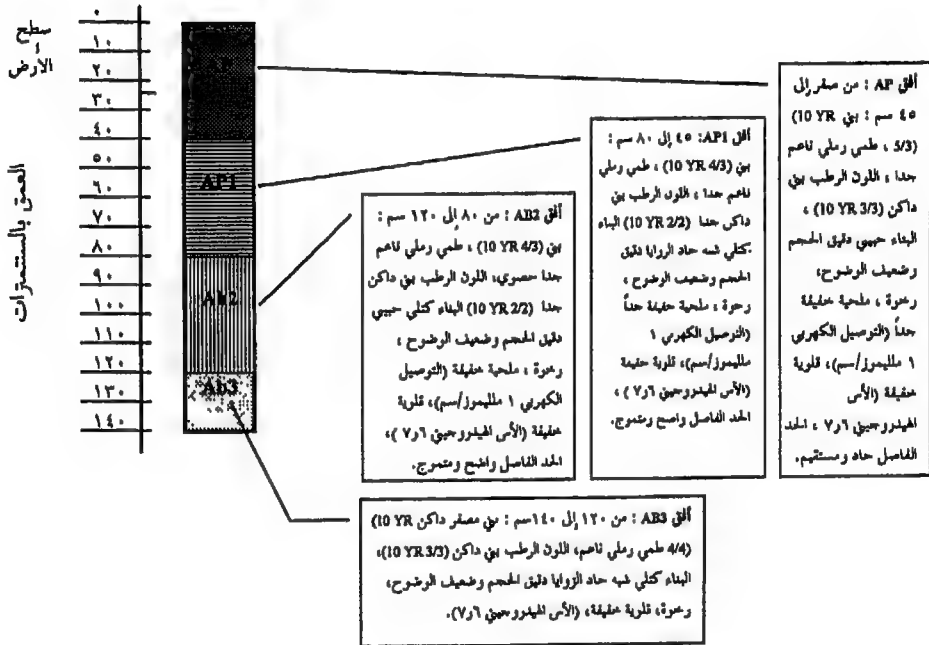 سطح
الأرض
العمق بالسنتمترات
٠
١٠
٢٠
٣٠
٤٠
٥٠
٦٠
٧٠
٨٠
٩٠
١٠٠
١١٠
١٢٠
١٣٠
١٤٠
AP
AP1
Ab2
Ab3
أفق AP : من صفر إلى
٤٥ سم : بني (10 YR
5/3) ، طمي رملي ناعم
جدا ، اللون الرطب بني
داكن (10 YR 3/3) ،
البناء حبيبي دقيق الحجم
وضعيف الوضوح،
رخوة ، ملحية خفيفة
جداً (التوصيل الكهربي
١ ملليموز/سم)، قلوية
خفيفة (الأس
الهيدروجيني ٧٫٦ ، الحد
الفاصل حاد ومستقيم.
أفق AP1: ٤٥ إلى ٨٠ سم :
بني (10 YR 4/3) ، طمي رملي
ناعم جدا ، اللون الرطب بني
داكن جدا (10 YR 2/2) البناء
كتلي شبه حاد الزوايا دقيق
الحجم وضعيف الوضوح ،
رخوة ، ملحية خفيفة جداً
(التوصيل الكهربي ١
ملليموز/سم)، قلوية خفيفة
(الأس الهيدروجيني ٧٫٦ ) ،
الحد الفاصل واضح ومتموج.
أفق AB2 : من ٨٠ إلى ١٢٠ سم :
بني (10 YR 4/3) ، طمي رملي ناعم
جدا حصوي، اللون الرطب بني داكن
جدا (10 YR 2/2) البناء كتلي حبيبي
دقيق الحجم وضعيف الوضوح ،
رخوة ، ملحية خفيفة (التوصيل
الكهربي ١ ملليموز/سم)، قلوية
خفيفة (الأس الهيدروجيني ٧٫٦ )،
الحد الفاصل واضح ومتموج.
أفق AB3 : من ١٢٠ إلى ١٤٠سم : بني مصفر داكن (10 YR
4/4) طمي رملي ناعم، اللون الرطب بني داكن (10 YR 3/3)،
البناء كتلي شبه حاد الزوايا دقيق الحجم وضعيف الوضوح،
رخوة، قلوية خفيفة، (الأس الهيدروجيني ٧٫٦).